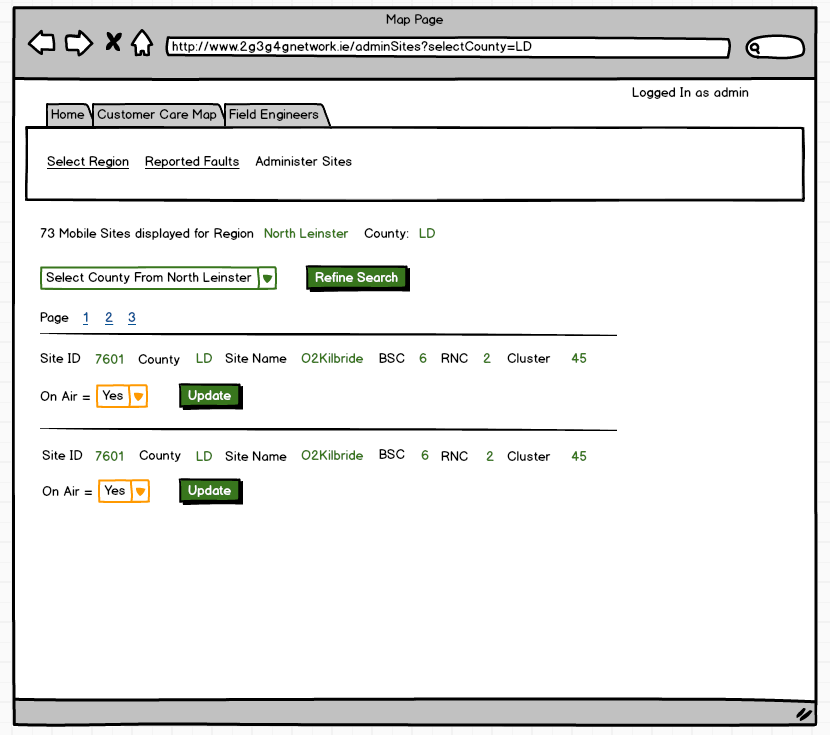 Map Page
http://www.2g3g4gnetwork.ie/adminSites?selectCounty=LD
Logged In as admin
Home Customer Care Map Field Engineers
Select Region Reported Faults Administer Sites
73 Mobile Sites displayed for Region North Leinster County: LD
Select County From North Leinster Refine Search
Page 1 2 3
Site ID 7601 County LD Site Name O2Kilbride BSC 6 RNC 2 Cluster 45
On Air = Yes Update
Site ID 7601 County LD Site Name O2Kilbride BSC 6 RNC 2 Cluster 45
On Air = Yes Update